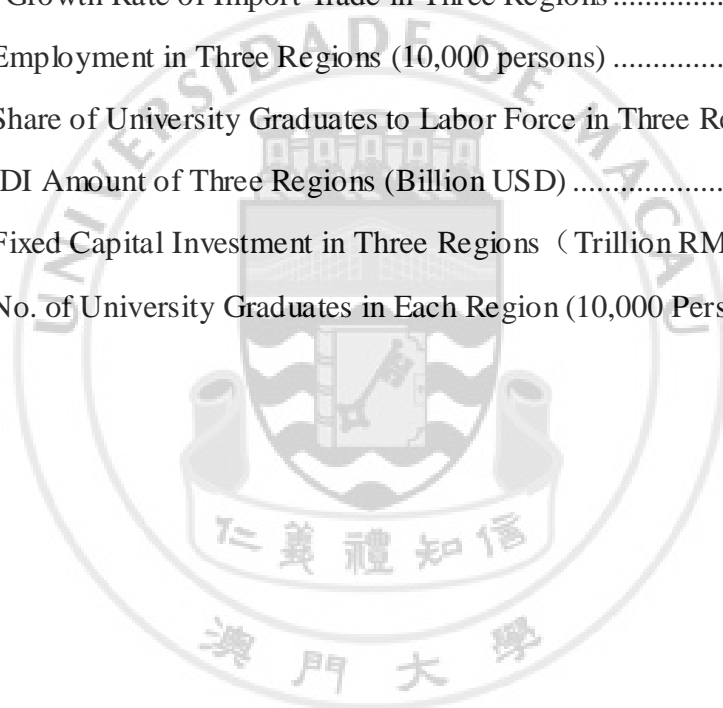 Growth Rate of Import Trade in Three Regions ................
Employment in Three Regions (10,000 persons) ................
Share of University Graduates to Labor Force in Three Re
DI Amount of Three Regions (Billion USD) ......................
Fixed Capital Investment in Three Regions（Trillion RM
No. of University Graduates in Each Region (10,000 Pers
UNIVERSIDADE DE MACAU
仁義禮知信
澳門大學